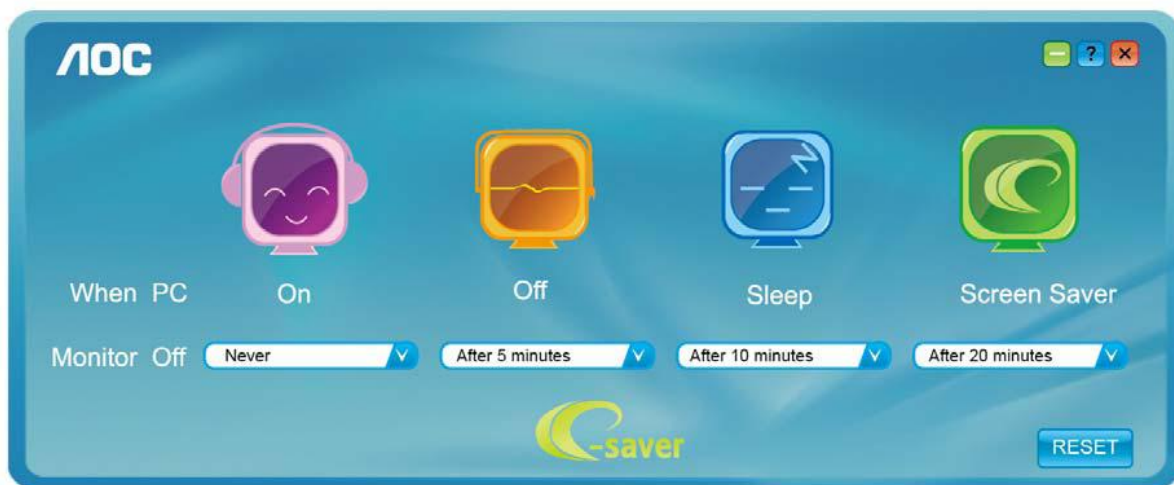 AOC
?
When PC On Off Sleep Screen Saver
Monitor Off Never After 5 minutes After 10 minutes After 20 minutes
e-saver
RESET